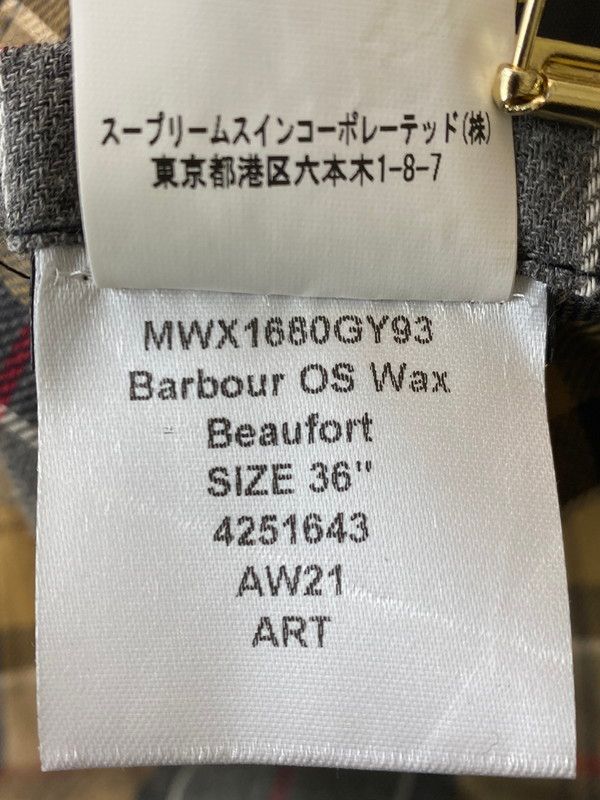 スープリームスインコーポレーテッド(株)
東京都港区六本木1-8-7
MWX1680GY93
Barbour OS Wax
Beaufort
SIZE 36"
4251643
AW21
ART